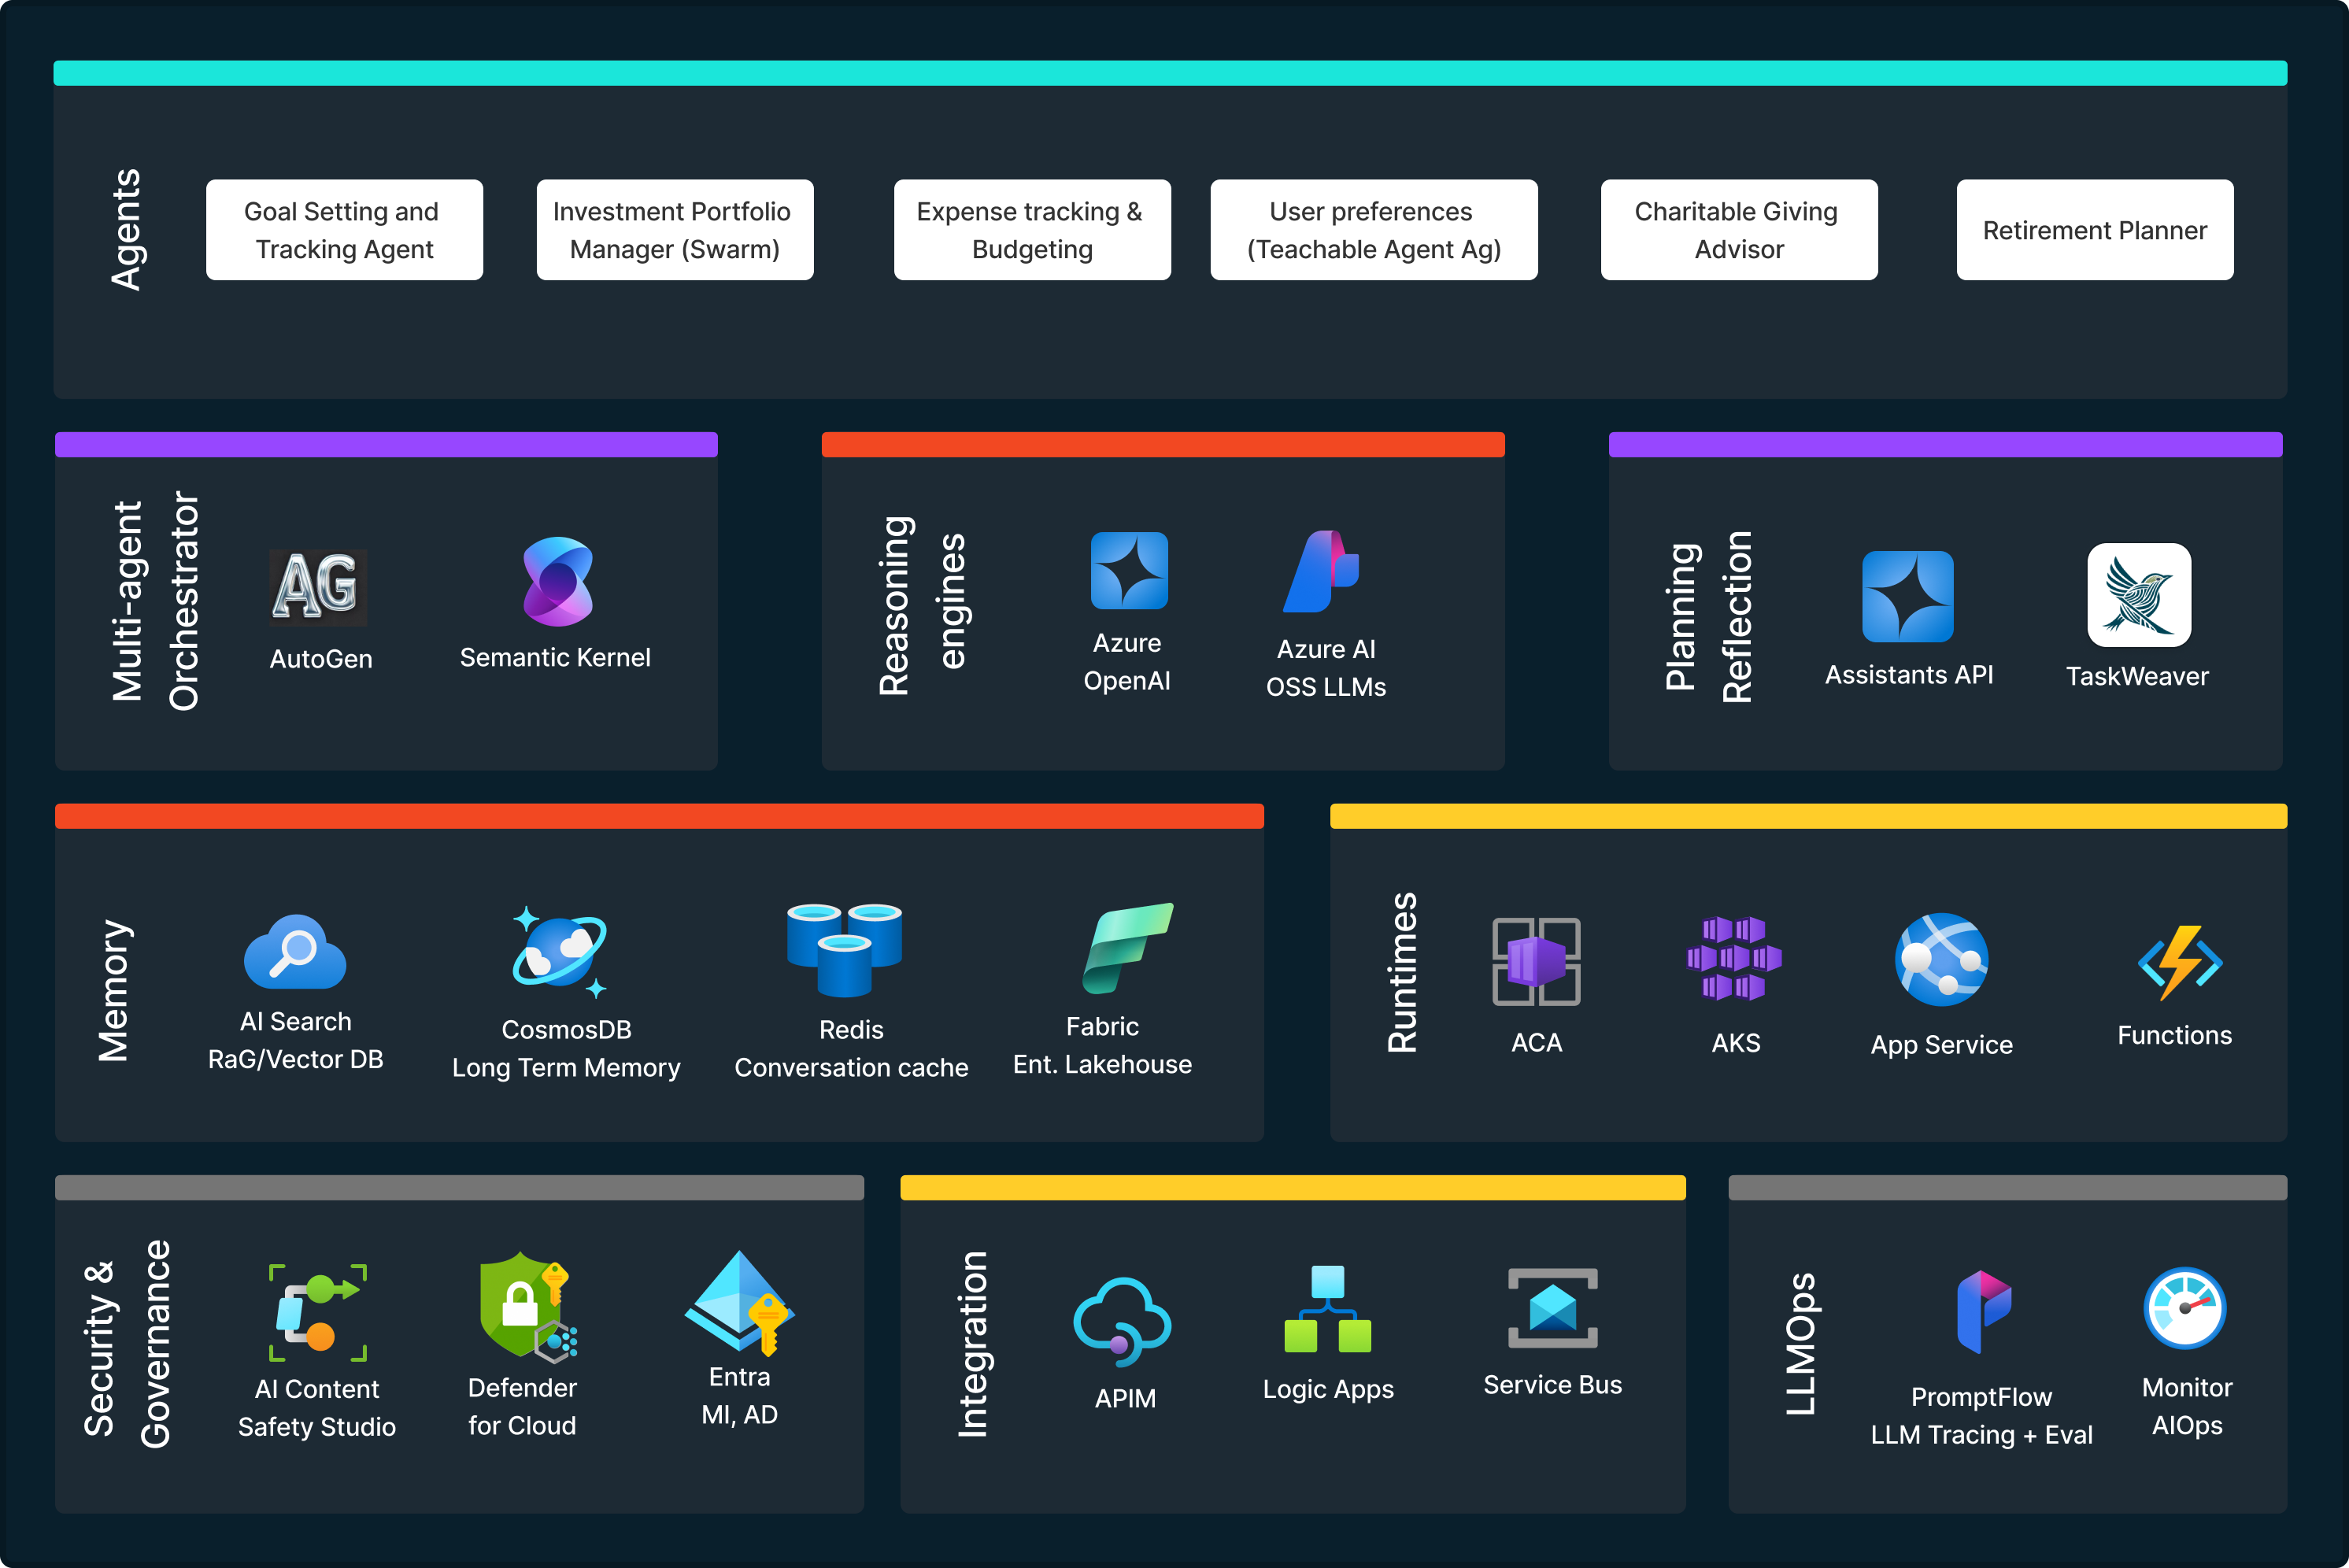 Agents
Goal Setting and
Tracking Agent
Investment Portfolio
Manager (Swarm)
Expense tracking &
Budgeting
User preferences
(Teachable Agent Ag)
Charitable Giving
Advisor
Retirement Planner
Multi-agent
Orchestrator
AG
AutoGen
Semantic Kernel
Reasoning
engines
Azure
OpenAI
Azure AI
OSS LLMs
Planning
Reflection
Assistants API
TaskWeaver
Memory
AI Search
RaG/Vector DB
CosmosDB
Long Term Memory
Redis
Conversation cache
Fabric
Ent. Lakehouse
Runtimes
ACA
AKS
App Service
Functions
Security &
Governance
AI Content
Safety Studio
Defender
for Cloud
Entra
MI, AD
Integration
APIM
Logic Apps
Service Bus
LLMOps
PromptFlow
LLM Tracing + Eval
Monitor
AIOps